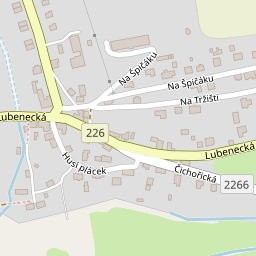 Na Špičáku
Na Špičáku
Na Tržišti
Lubenecká
226
Lubenecká
Husí plácek
Čichořická
2266